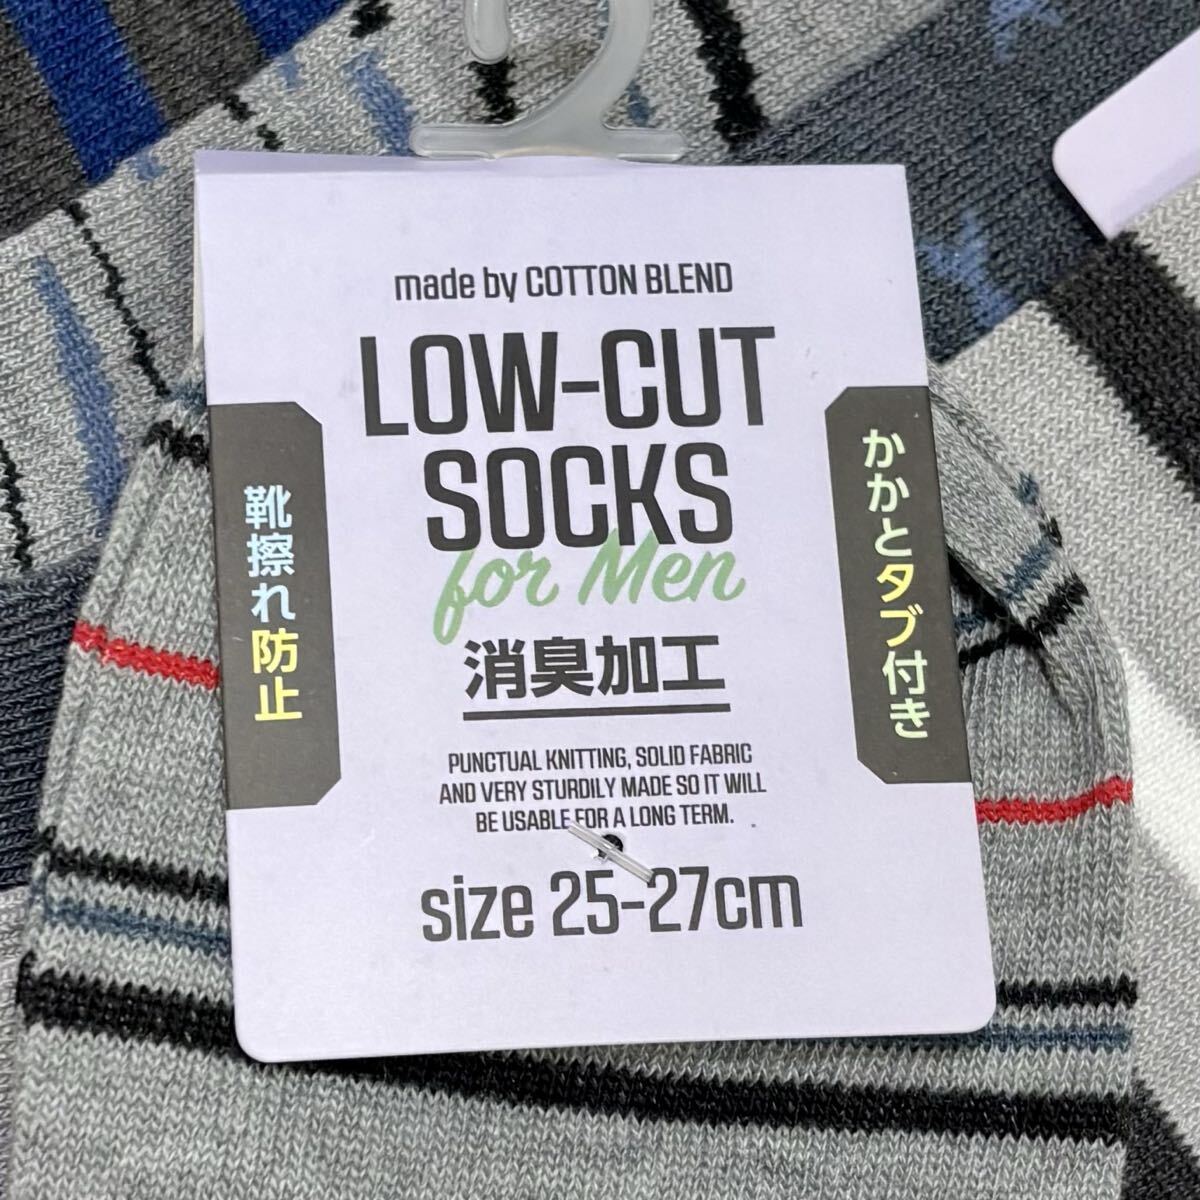 made by COTTON BLEND
LOW-CUT
SOCKS
for Men
消臭加工
靴擦れ防止
かかとタブ付き
PUNCTUAL KNITTING, SOLID FABRIC
AND VERY STURDILY MADE SO IT WILL
BE USABLE FOR A LONG TERM.
size 25-27cm